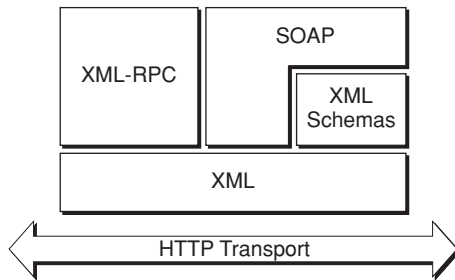 XML-RPC
SOAP
XML
Schemas
XML
HTTP Transport